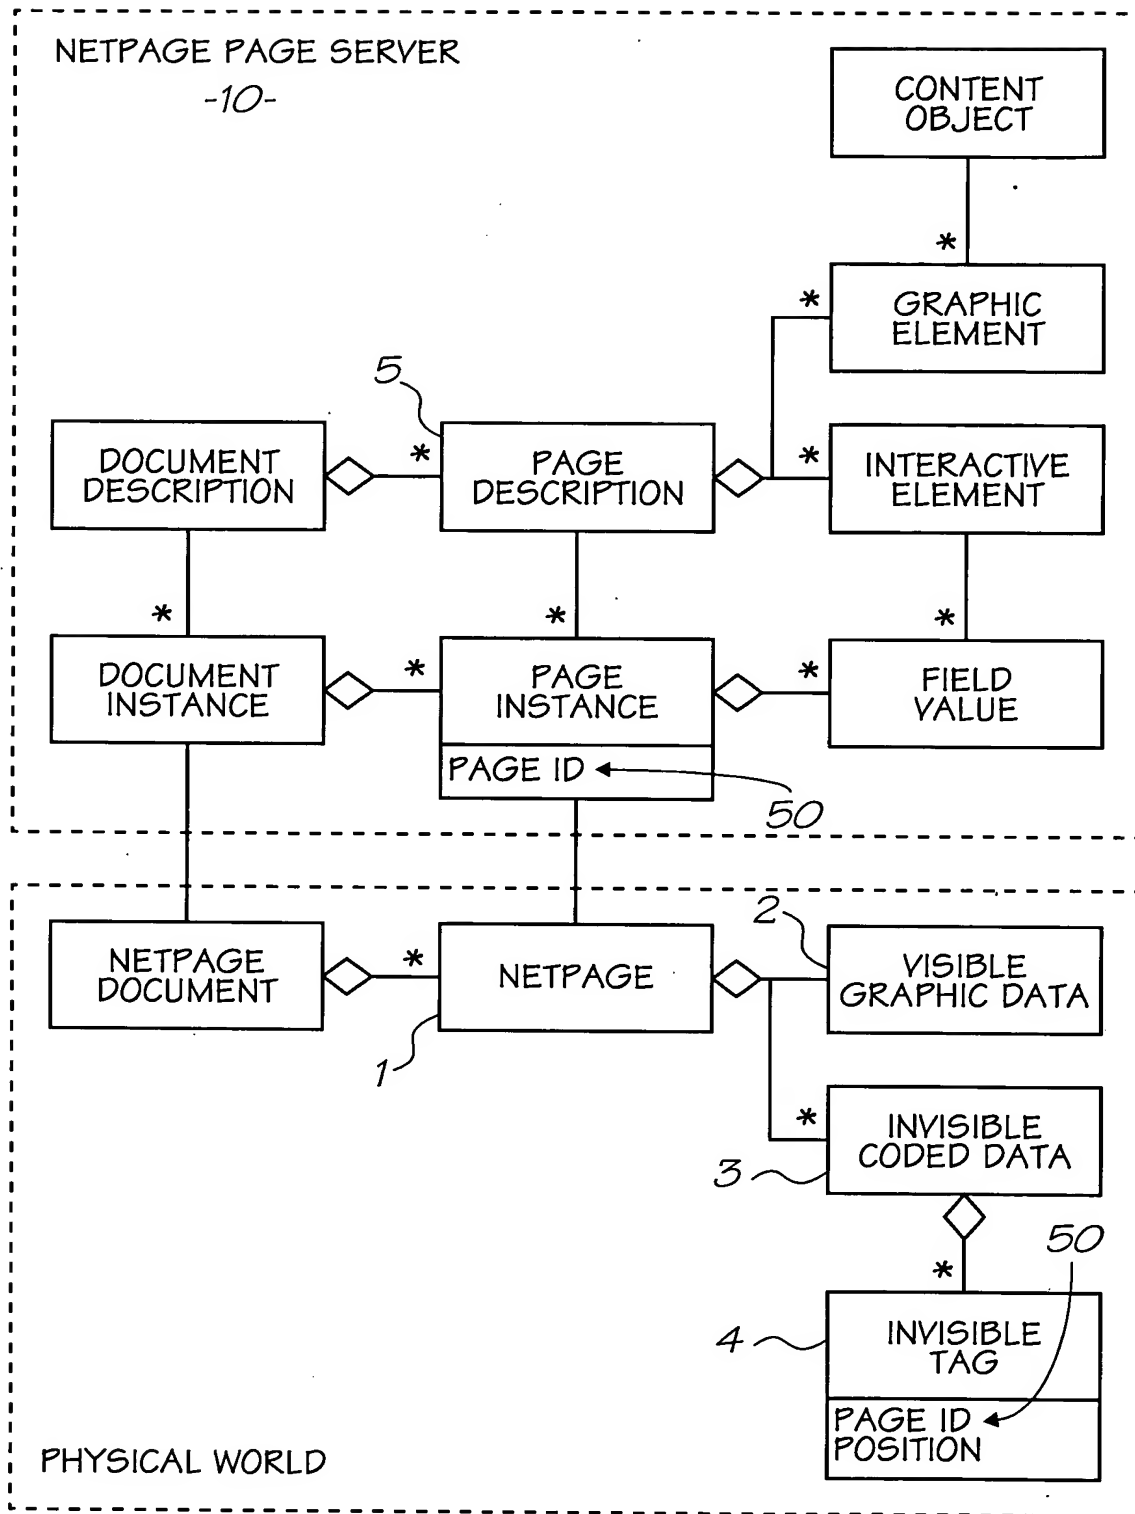 NETPAGE PAGE SERVER
-10-
CONTENT
OBJECT
*
GRAPHIC
ELEMENT
*
5
DOCUMENT
DESCRIPTION
*
PAGE
DESCRIPTION
*
INTERACTIVE
ELEMENT
*
*
*
DOCUMENT
INSTANCE
*
PAGE
INSTANCE
*
FIELD
VALUE
PAGE ID
50
NETPAGE
DOCUMENT
*
NETPAGE
1
2
VISIBLE
GRAPHIC DATA
*
INVISIBLE
CODED DATA
3
*
50
4
INVISIBLE
TAG
PAGE ID
POSITION
PHYSICAL WORLD